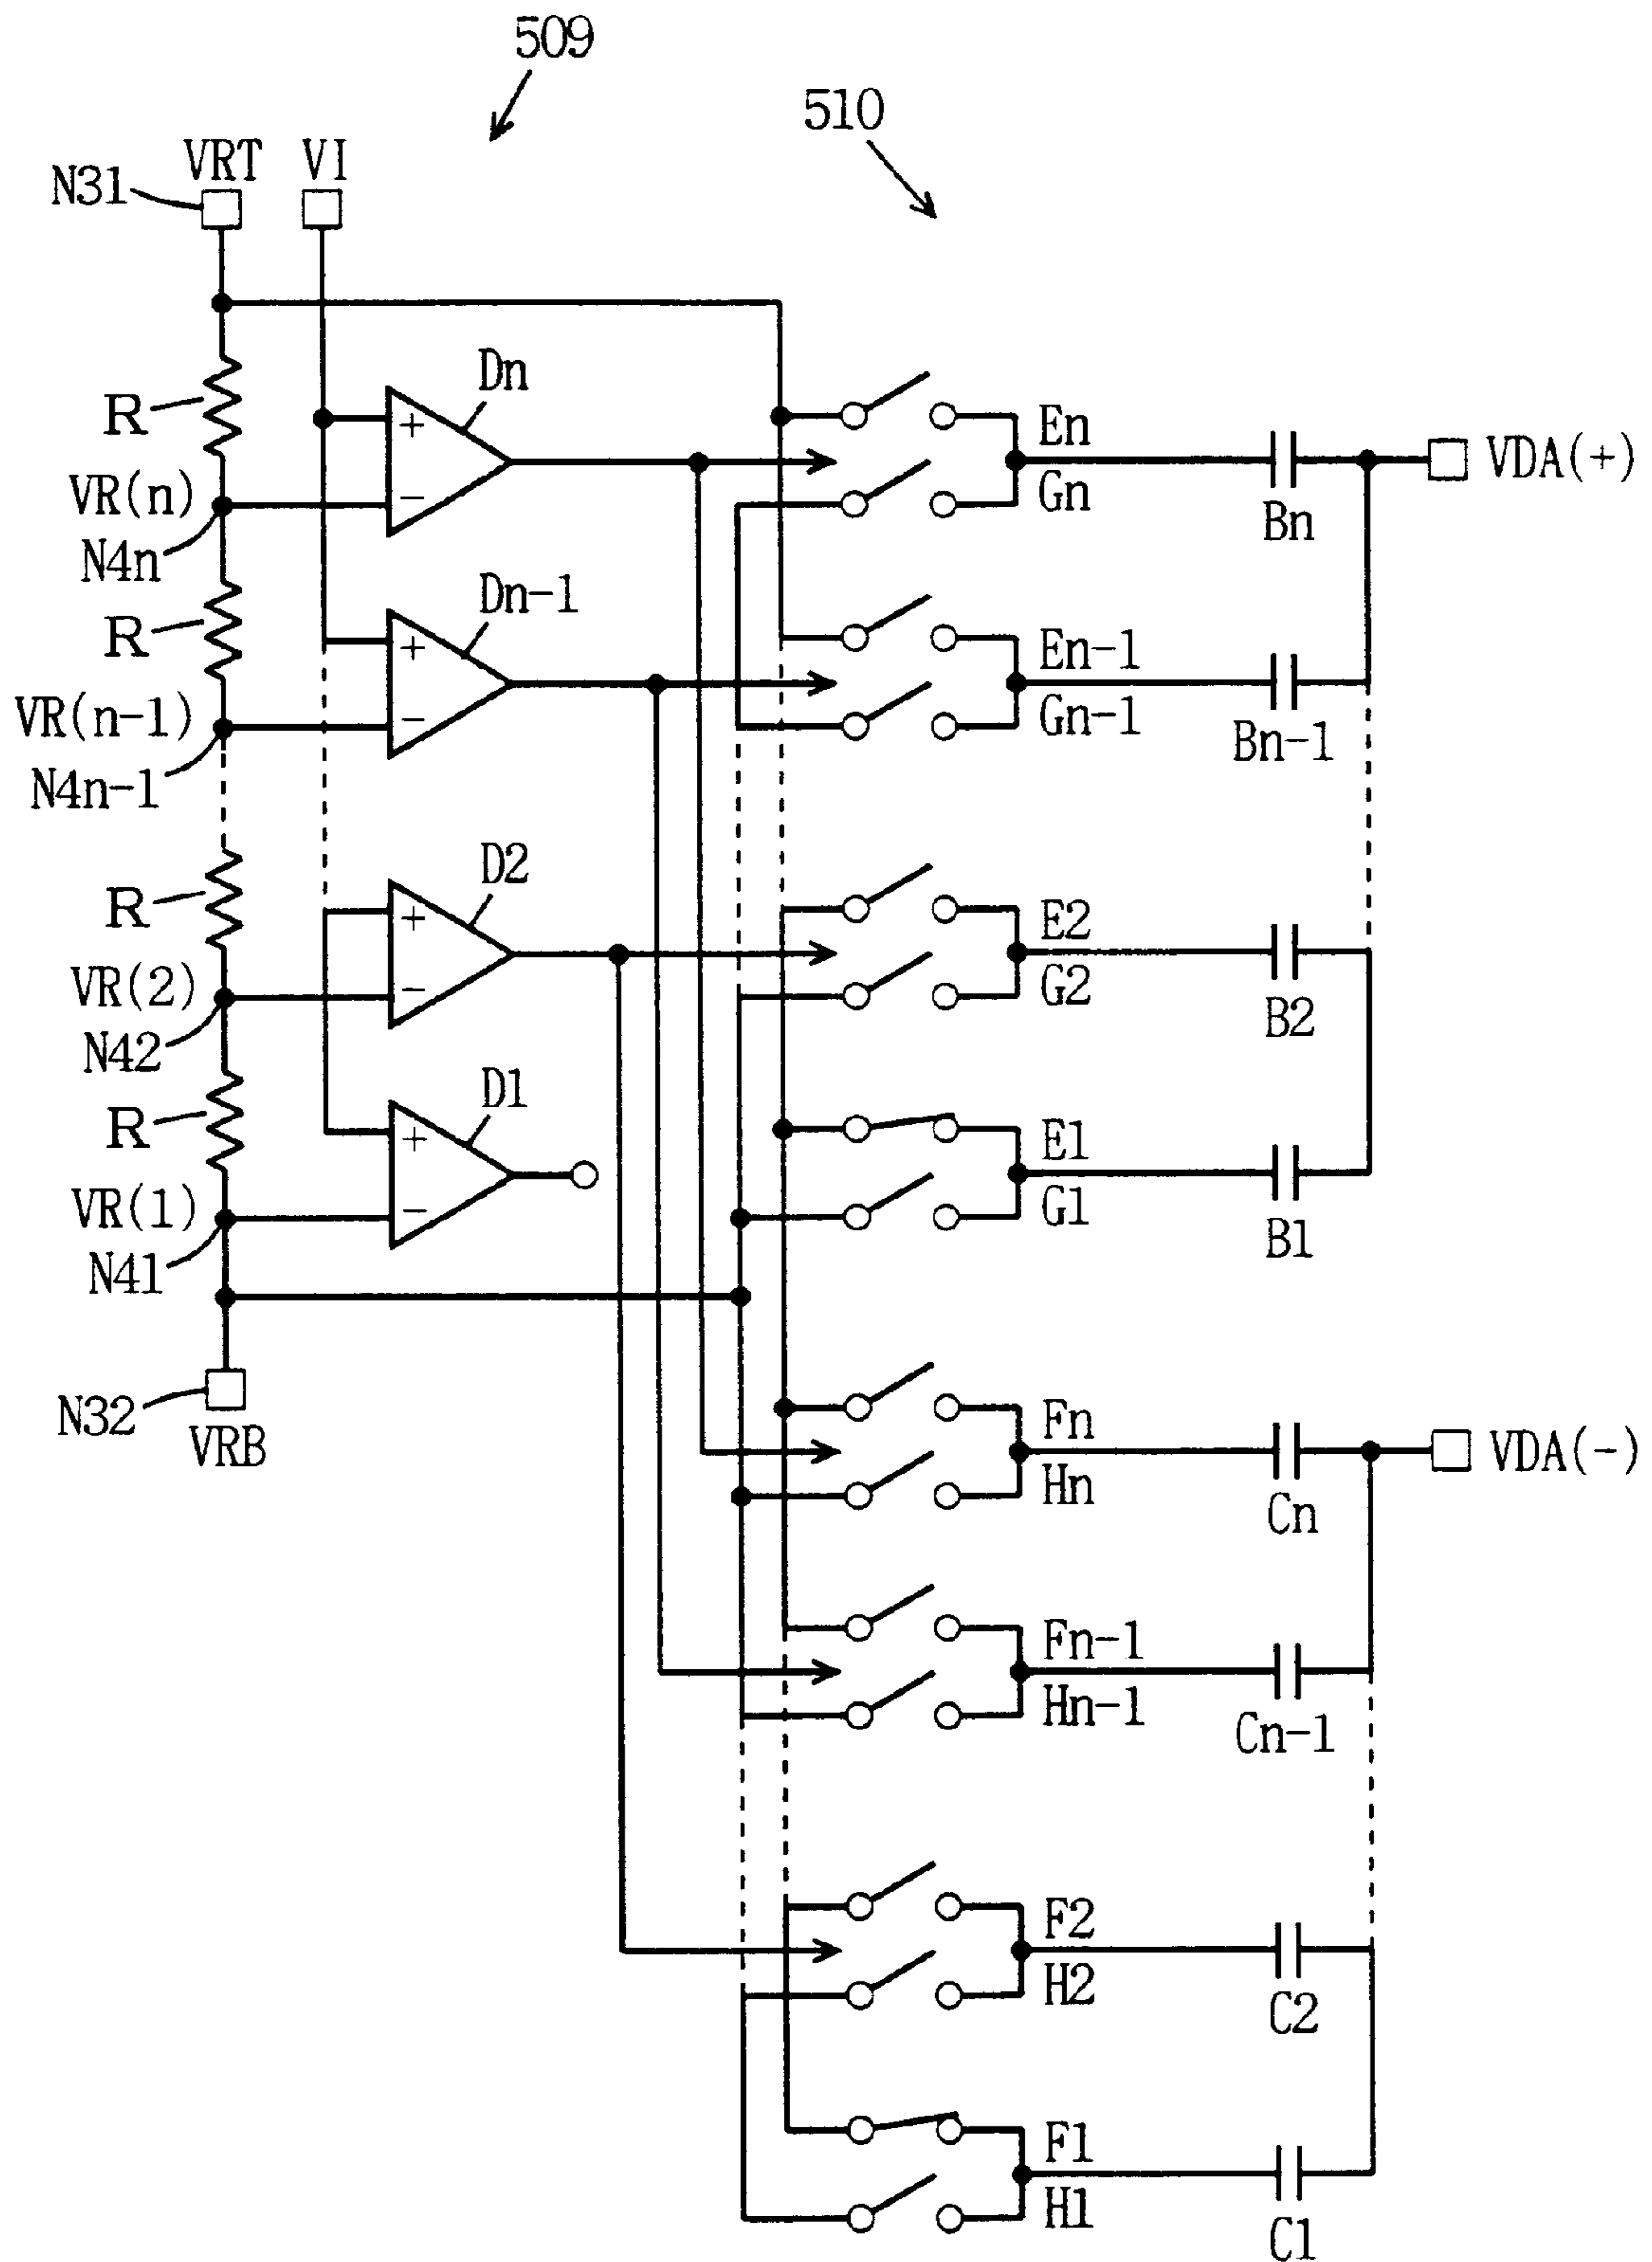 509
510
VRT
VI
N31
Dn
R
+
-
En
Gn
VDA(+)
VR(n)
Bn
N4n
Dn-1
R
+
-
En-1
Gn-1
VR(n-1)
Bn-1
N4n-1
D2
R
+
-
E2
G2
VR(2)
B2
N42
D1
R
+
-
E1
G1
VR(1)
B1
N41
N32
VRB
Fn
Hn
VDA(-)
Cn
Fn-1
Hn-1
Cn-1
F2
H2
C2
F1
H1
C1